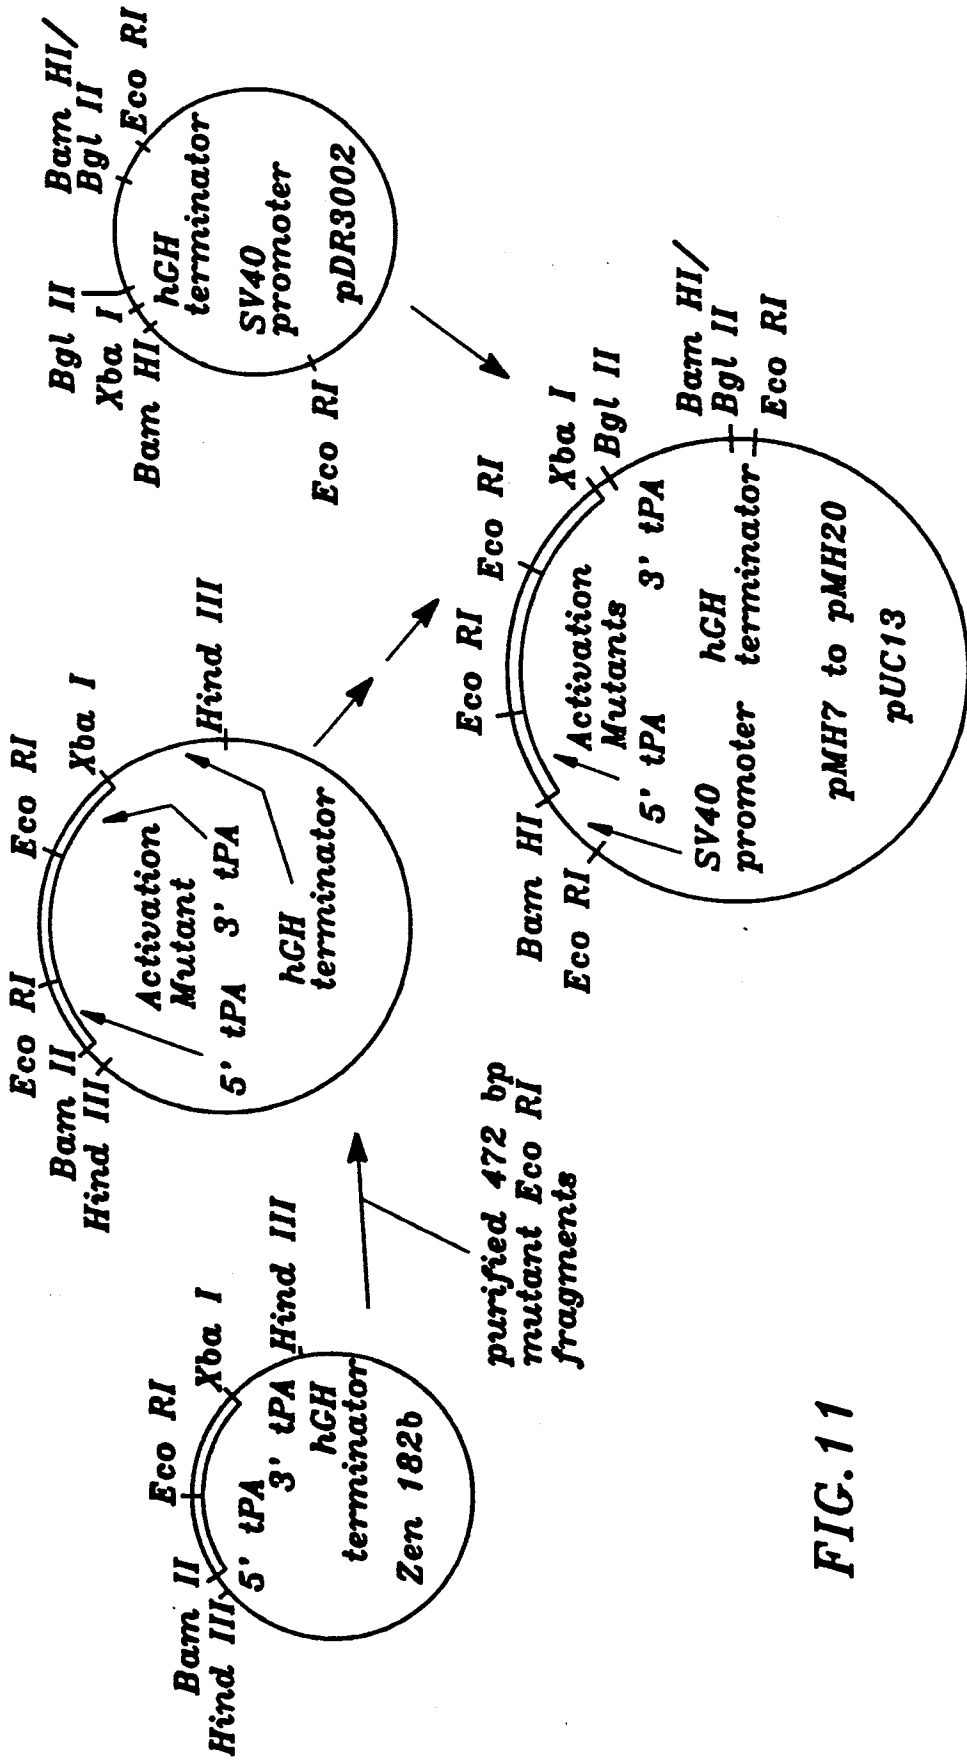 Bam II
Hind III
Eco RI
Xba I
Hind III
5' tPA
3' tPA
hGH
terminator
Zen 182b
purified 472 bp
mutant Eco RI
fragments
Eco RI
Bam II
Hind III
Eco RI
Xba I
Hind III
Activation
Mutant
5' tPA
3' tPA
hGH
terminator
Bgl II
Xba I
Bam HI
Eco RI
Bam HI/
Bgl II
Eco RI
hGH
terminator
SV40
promoter
pDR3002
Bam HI
Eco RI
Eco RI
Eco RI
Xba I
Bgl II
Bam HI/
Bgl II
Eco RI
Activation
Mutants
5' tPA
3' tPA
SV40
promoter
hGH
terminator
pMH7 to pMH20
pUC13
FIG.11